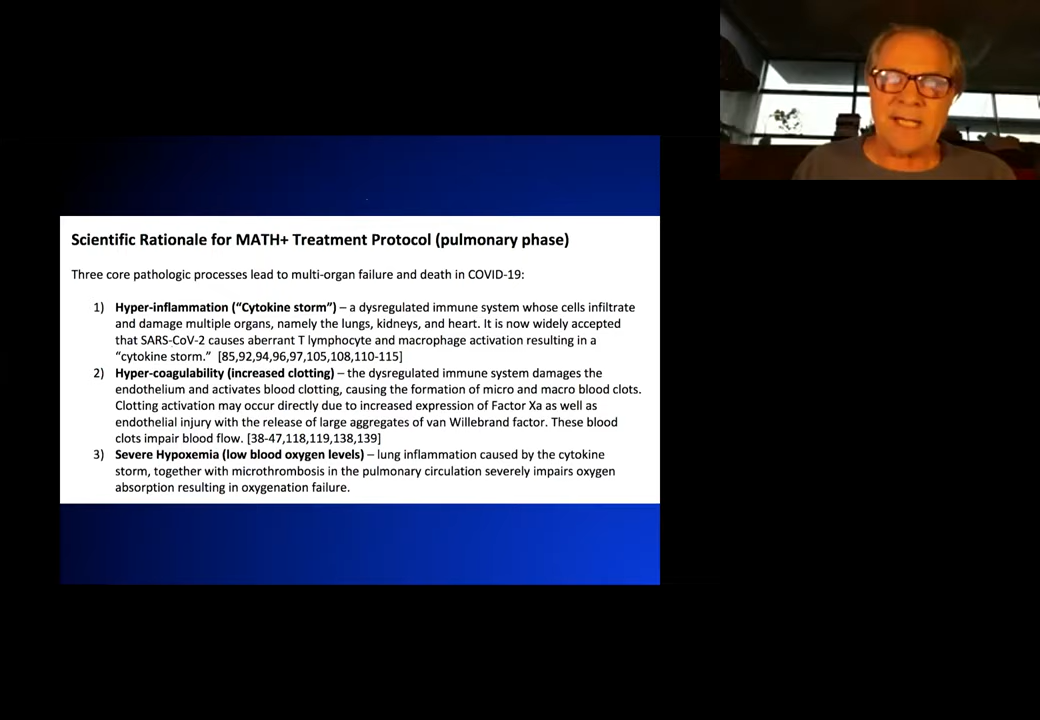 Scientific Rationale for MATH+ Treatment Protocol (pulmonary phase)
Three core pathologic processes lead to multi-organ failure and death in COVID-19:
1) Hyper-inflammation (“Cytokine storm”) – a dysregulated immune system whose cells infiltrate
and damage multiple organs, namely the lungs, kidneys, and heart. It is now widely accepted
that SARS-CoV-2 causes aberrant T lymphocyte and macrophage activation resulting in a
“cytokine storm.” [85,92,94,96,97,105,108,110-115]
2) Hyper-coagulability (increased clotting) – the dysregulated immune system damages the
endothelium and activates blood clotting, causing the formation of micro and macro blood clots.
Clotting activation may occur directly due to increased expression of Factor Xa as well as
endothelial injury with the release of large aggregates of van Willebrand factor. These blood
clots impair blood flow. [38-47,118,119,138,139]
3) Severe Hypoxemia (low blood oxygen levels) – lung inflammation caused by the cytokine
storm, together with microthrombosis in the pulmonary circulation severely impairs oxygen
absorption resulting in oxygenation failure.